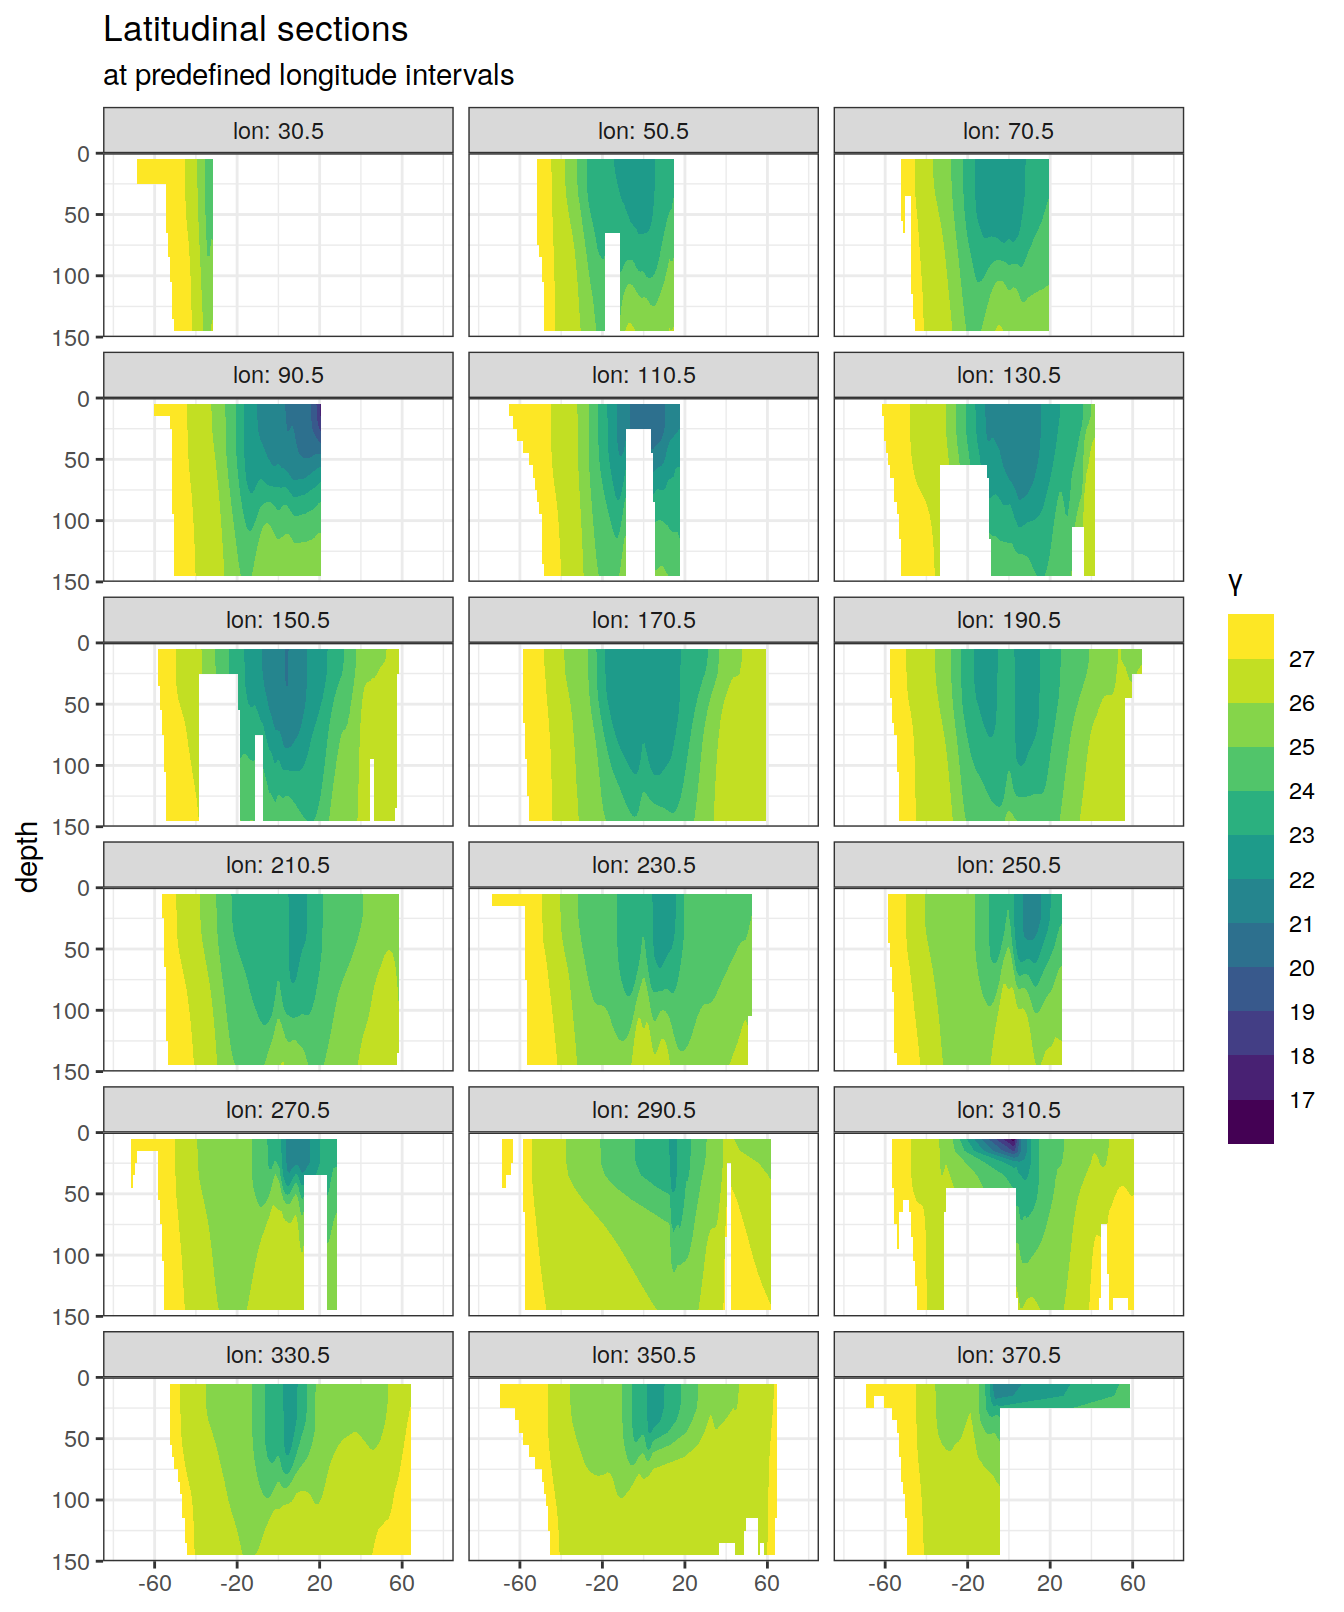 Latitudinal sections
at predefined longitude intervals
lon: 30.5
lon: 50.5
lon: 70.5
0
50
100
150
lon: 90.5
lon: 110.5
lon: 130.5
0
50
100
150
lon: 150.5
lon: 170.5
lon: 190.5
0
50
100
150
lon: 210.5
lon: 230.5
lon: 250.5
0
50
100
150
lon: 270.5
lon: 290.5
lon: 310.5
0
50
100
150
lon: 330.5
lon: 350.5
lon: 370.5
0
50
100
150
-60 -20 20 60
-60 -20 20 60
-60 -20 20 60
depth
γ
27
26
25
24
23
22
21
20
19
18
17